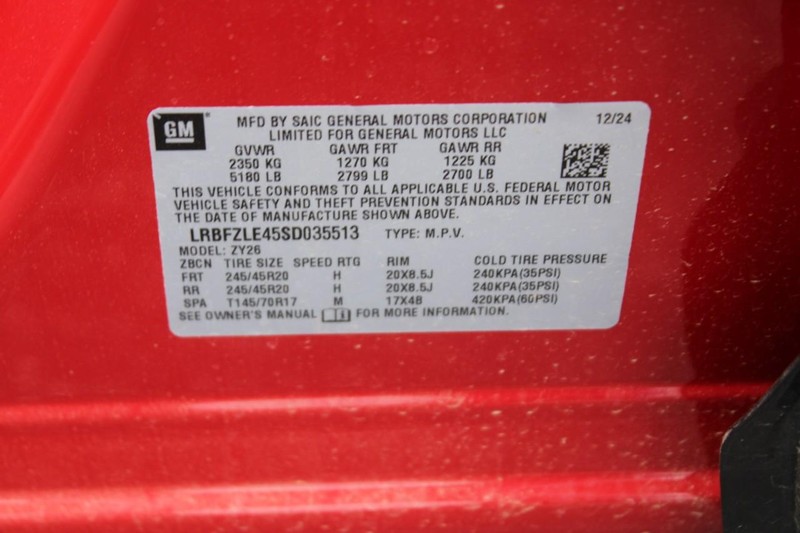 GM
MFD BY SAIC GENERAL MOTORS CORPORATION 12/24
LIMITED FOR GENERAL MOTORS LLC
GVWR GAWR FRT GAWR RR
2350 KG 1270 KG 1225 KG
5180 LB 2799 LB 2700 LB
THIS VEHICLE CONFORMS TO ALL APPLICABLE U.S. FEDERAL MOTOR
VEHICLE SAFETY AND THEFT PREVENTION STANDARDS IN EFFECT ON
THE DATE OF MANUFACTURE SHOWN ABOVE.
LRBFZLE45SD035513 TYPE: M.P.V.
MODEL: ZY26
ZBCN TIRE SIZE SPEED RTG RIM COLD TIRE PRESSURE
FRT 245/45R20 H 20X8.5J 240KPA(35PSI)
RR 245/45R20 H 20X8.5J 240KPA(35PSI)
SPA T145/70R17 M 17X4B 420KPA(60PSI)
SEE OWNER'S MANUAL FOR MORE INFORMATION.